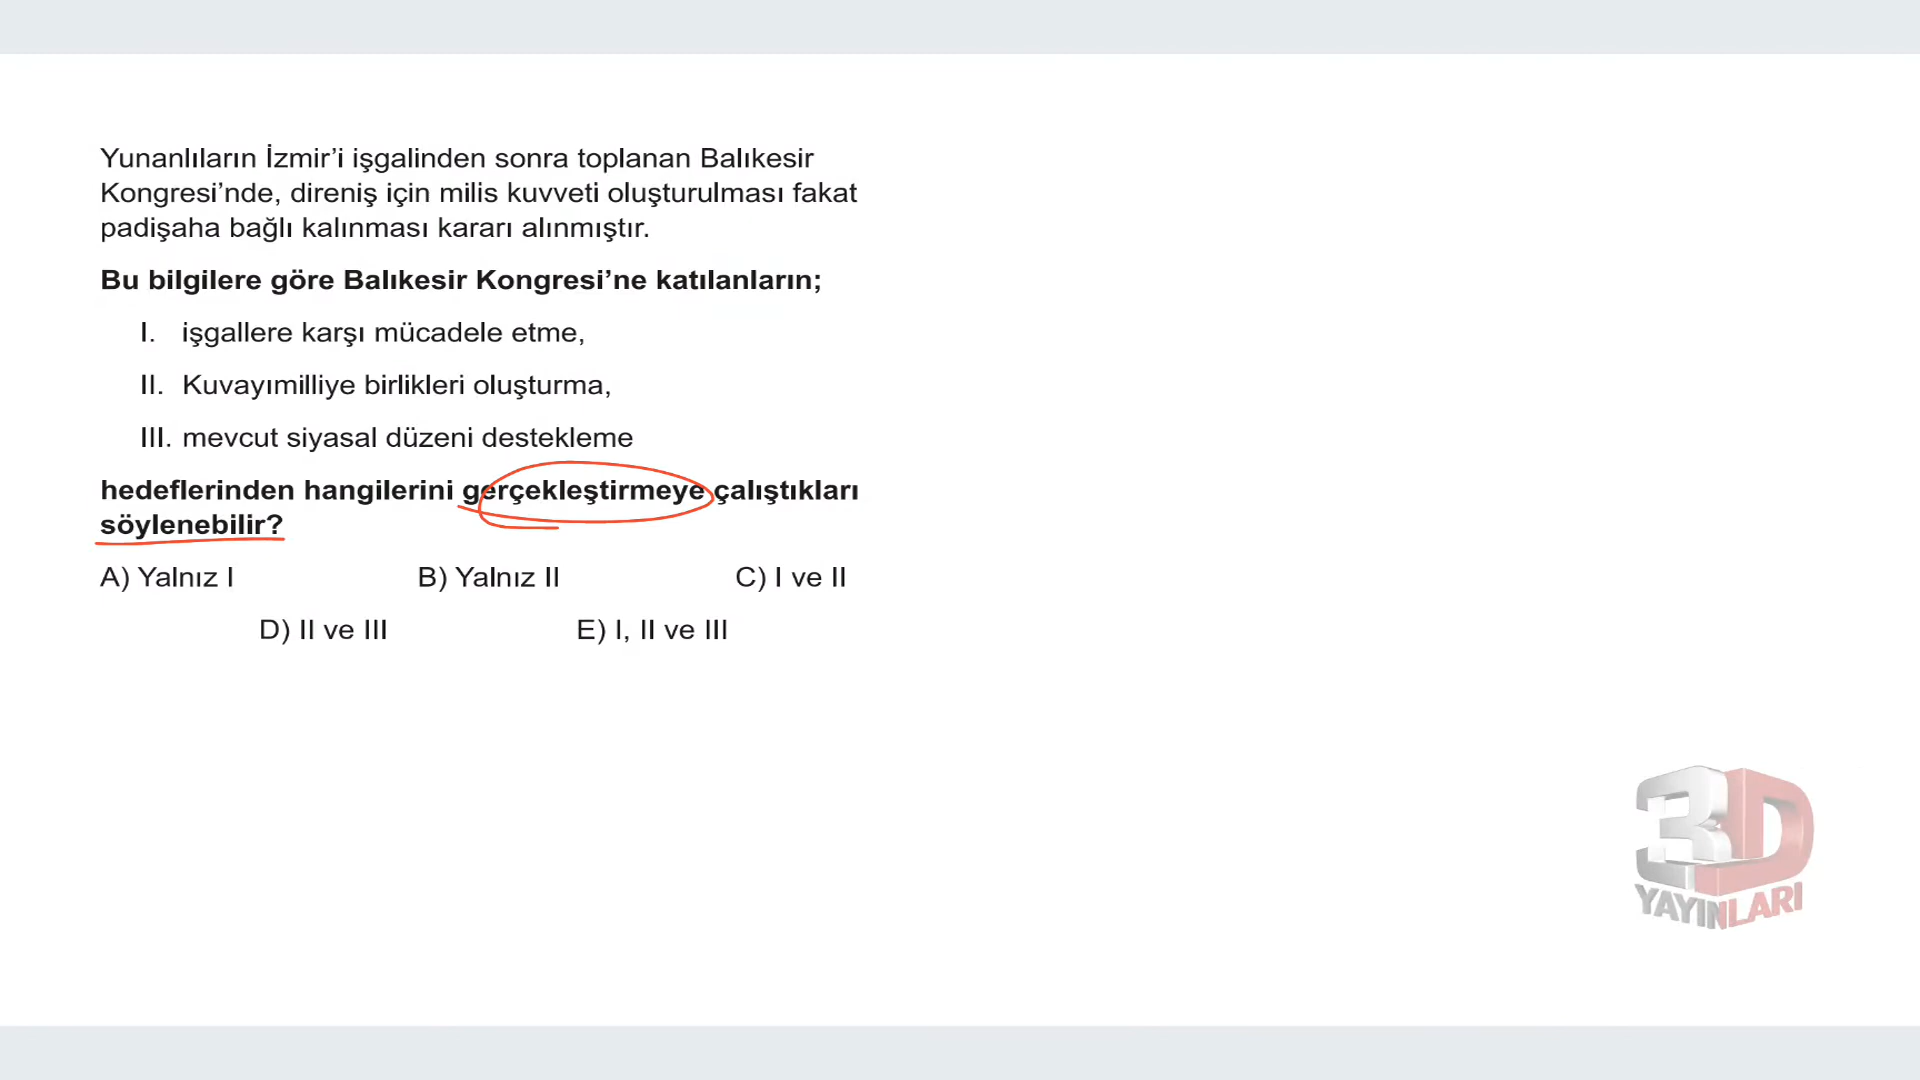 Yunanlıların İzmir’i işgalinden sonra toplanan Balıkesir
Kongresi’nde, direniş için milis kuvveti oluşturulması fakat
padişaha bağlı kalınması kararı alınmıştır.
Bu bilgilere göre Balıkesir Kongresi’ne katılanların;
I. işgallere karşı mücadele etme,
II. Kuvayımilliye birlikleri oluşturma,
III. mevcut siyasal düzeni destekleme
hedeflerinden hangilerini gerçekleştirmeye çalıştıkları
söylenebilir?
A) Yalnız I B) Yalnız II C) I ve II
D) II ve III E) I, II ve III
3D
YAYINLARI